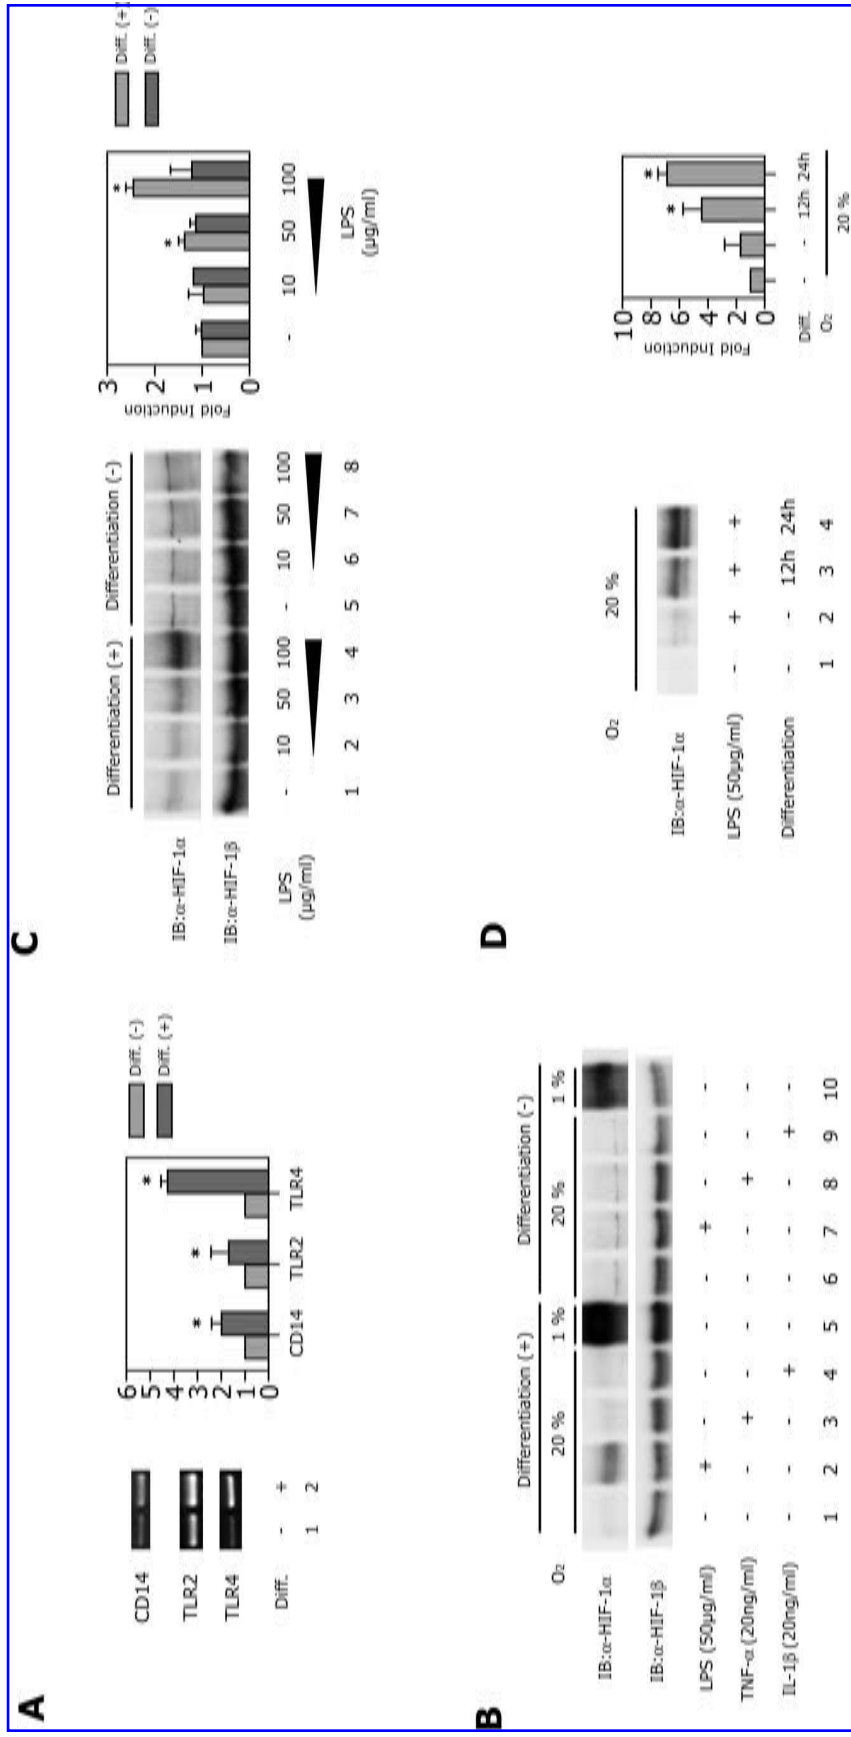 A
CD14
TLR2
TLR4
Diff. - +
1 2
6
5
4
3
2
1
0
* * *
CD14 TLR2 TLR4
Diff. (-)
Diff. (+)
B
Differentiation (+) Differentiation (-)
O2 20 % 1 % 20 % 1 %
IB:α-HIF-1α
IB:α-HIF-1β
LPS (50μg/ml) - + - - - - + - - -
TNF-α (20ng/ml) - - + - - - - + - -
IL-1β (20ng/ml) - - - + - - - - + -
1 2 3 4 5 6 7 8 9 10
C
Differentiation (+) Differentiation (-)
IB:α-HIF-1α
IB:α-HIF-1β
LPS (μg/ml) - 10 50 100 - 10 50 100
1 2 3 4 5 6 7 8
Fold Induction
3
2
1
0
* *
- 10 50 100
LPS
(μg/ml)
Diff. (+)
Diff. (-)
D
O2 20 %
IB:α-HIF-1α
LPS (50μg/ml) - + + +
Differentiation - - 12h 24h
1 2 3 4
Fold Induction
10
8
6
4
2
0
* *
Diff. - - 12h 24h
O2 20 %